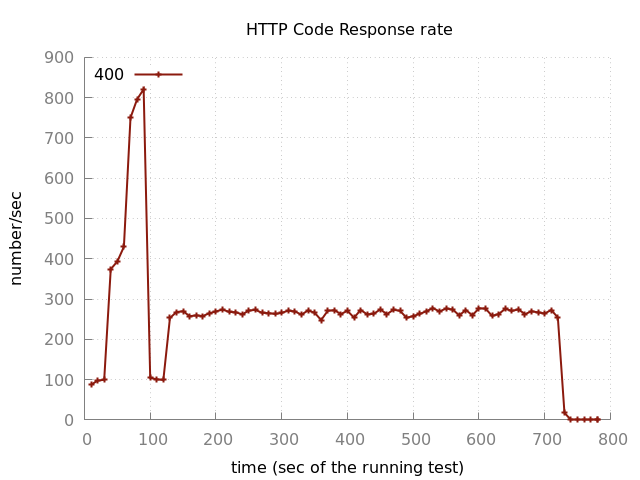 HTTP Code Response rate
900
400
800
700
600
500
400
300
200
100
0
0 100 200 300 400 500 600 700 800
number/sec
time (sec of the running test)